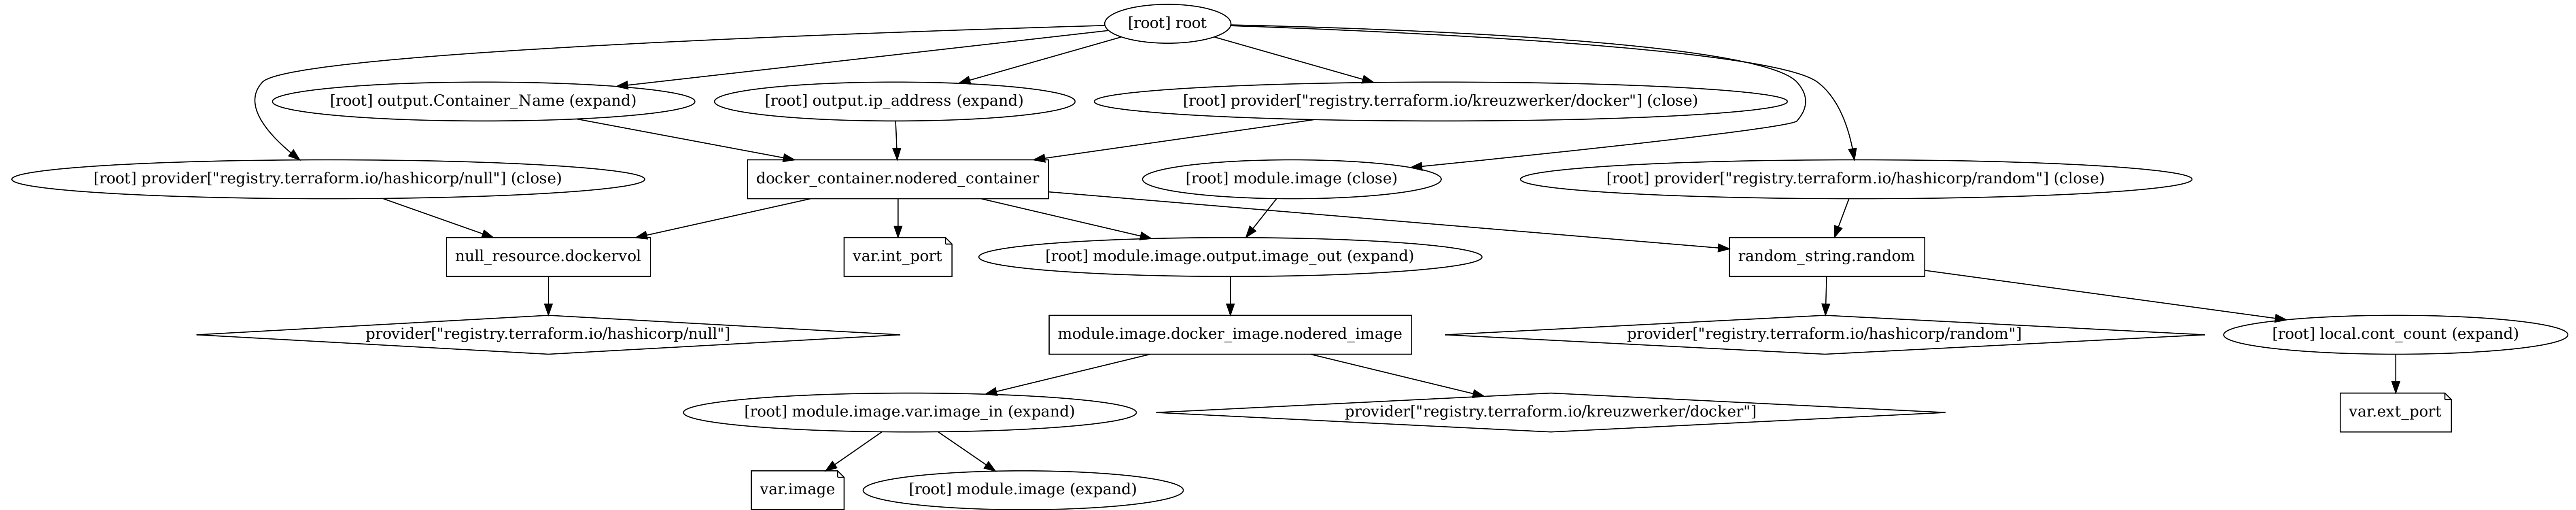 [root] root
[root] output.Container_Name (expand)
[root] output.ip_address (expand)
[root] provider["registry.terraform.io/kreuzwerker/docker"] (close)
[root] provider["registry.terraform.io/hashicorp/null"] (close)
docker_container.nodered_container
[root] module.image (close)
[root] provider["registry.terraform.io/hashicorp/random"] (close)
null_resource.dockervol
var.int_port
[root] module.image.output.image_out (expand)
random_string.random
provider["registry.terraform.io/hashicorp/null"]
module.image.docker_image.nodered_image
provider["registry.terraform.io/hashicorp/random"]
[root] local.cont_count (expand)
[root] module.image.var.image_in (expand)
provider["registry.terraform.io/kreuzwerker/docker"]
var.ext_port
var.image
[root] module.image (expand)